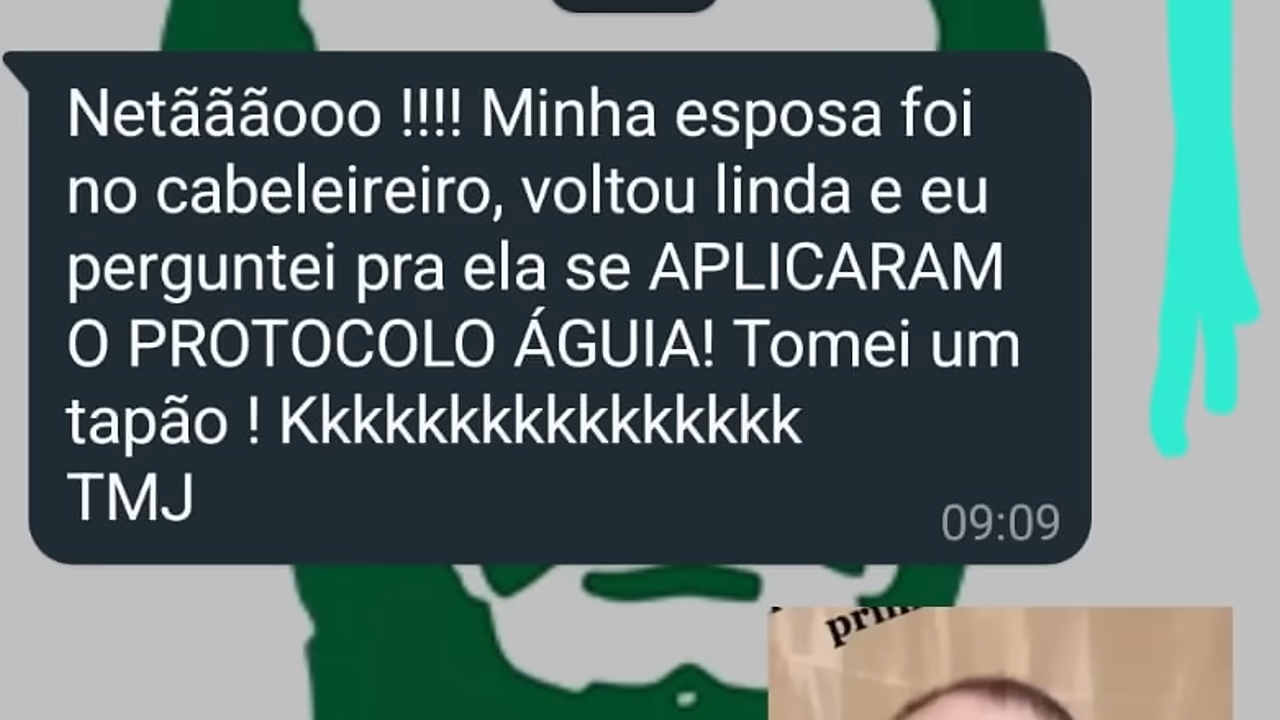 Netãããooo !!!! Minha esposa foi
no cabeleireiro, voltou linda e eu
perguntei pra ela se APLICARAM
O PROTOCOLO ÁGUIA! Tomei um
tapão ! Kkkkkkkkkkkkkkkk
TMJ
09:09